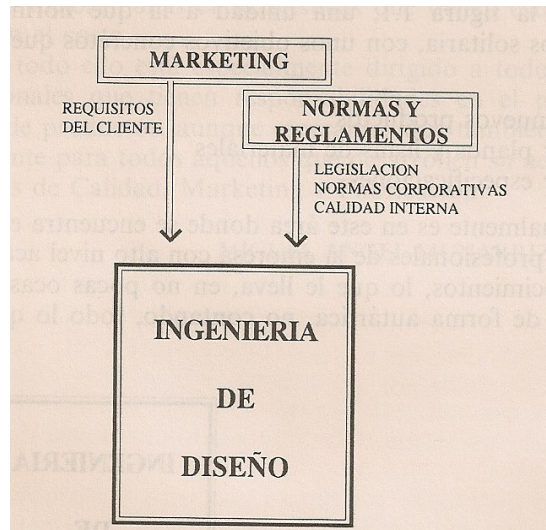 MARKETING
REQUISITOS
DEL CLIENTE
NORMAS Y
REGLAMENTOS
LEGISLACION
NORMAS CORPORATIVAS
CALIDAD INTERNA
INGENIERIA
DE
DISEÑO